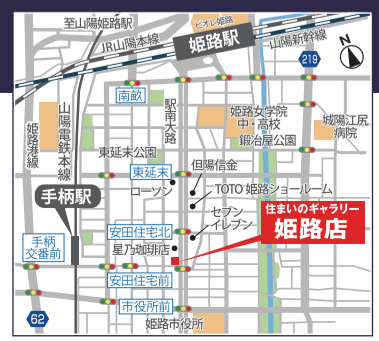 至山陽姫路駅
ピオレ姫路
姫路駅
JR山陽本線
山陽新幹線
N
219
南畝
山陽電鉄本線
姫路港線
駅南大路
姫路女学院
中・高校
鍛冶屋公園
城陽江尻
病院
東延末公園
但陽信金
東延末
ローソン
TOTO 姫路ショールーム
手柄駅
セブン
イレブン
住まいのギャラリー
姫路店
安田住宅北
手柄
交番前
星乃珈琲店
安田住宅前
市役所前
62
姫路市役所